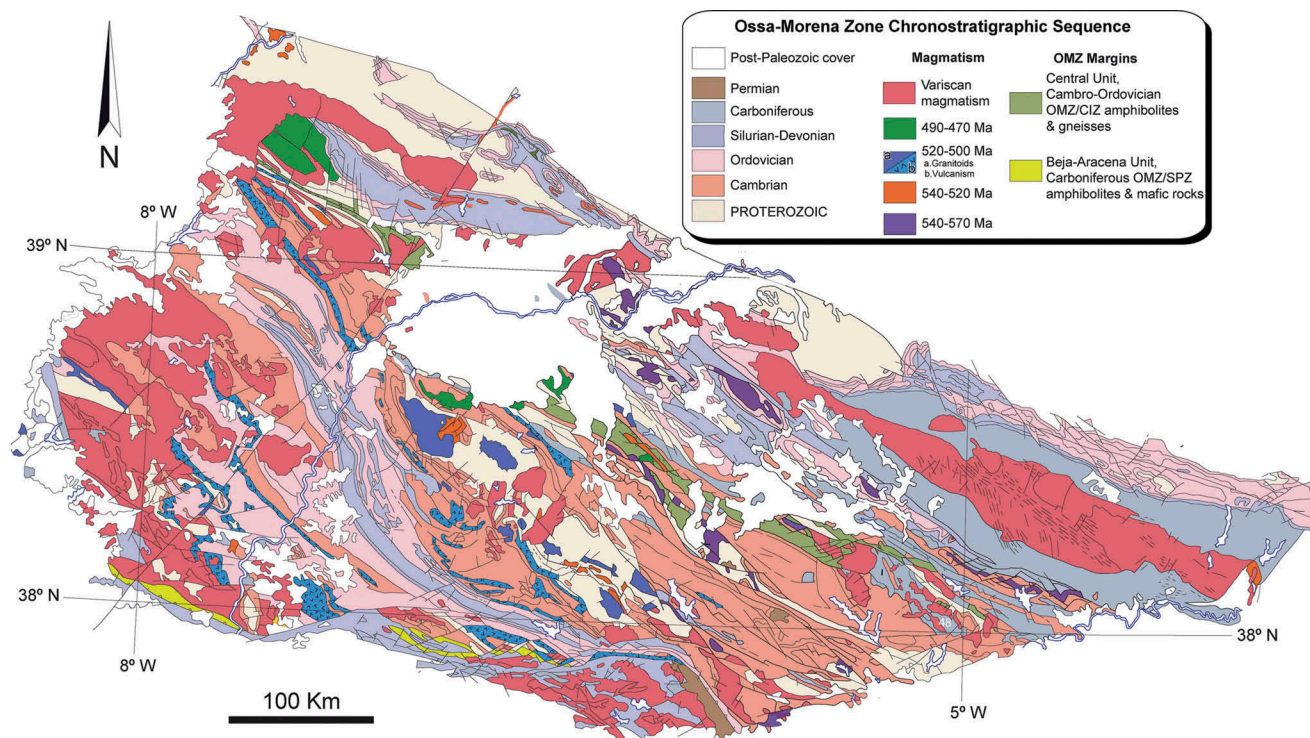 Ossa-Morena Zone Chronostratigraphic Sequence
Post-Paleozoic cover
Permian
Carboniferous
Silurian-Devonian
Ordovician
Cambrian
PROTEROZOIC
Magmatism
Variscan
magmatism
490-470 Ma
a
b
520-500 Ma
a.Granitoids
b.Vulcanism
540-520 Ma
540-570 Ma
OMZ Margins
Central Unit,
Cambro-Ordovician
OMZ/CIZ amphibolites
& gneisses
Beja-Aracena Unit,
Carboniferous OMZ/SPZ
amphibolites & mafic rocks
N
8º W
39º N
38º N
8º W
48
38º N
5º W
100 Km